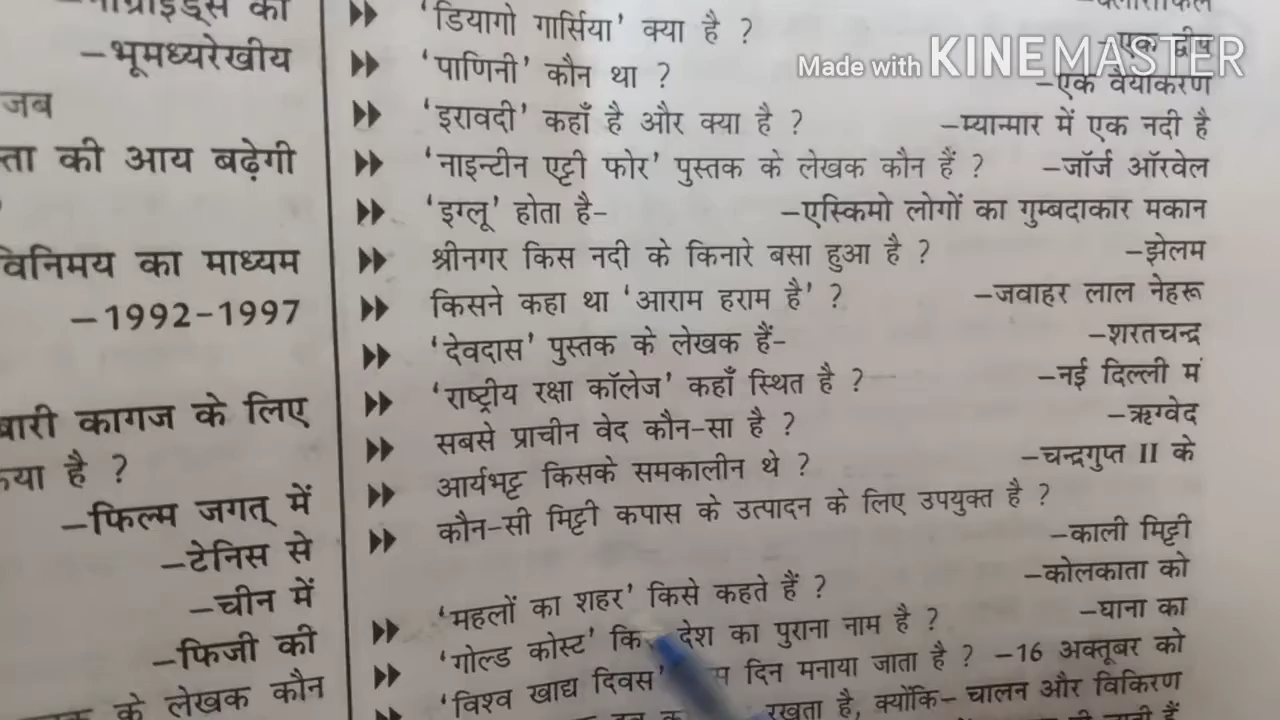 की
–भूमध्यरेखीय
जब
की आय बढ़ेगी
विनिमय का माध्यम
–1992-1997
कागज के लिए
है ?
–फिल्म जगत् में
–टेनिस से
–चीन में
–फिजी की
के लेखक कौन
'डियागो गार्सिया' क्या है ?
–एक द्वीप
'पाणिनी' कौन था ?
–एक वैयाकरण
'इरावदी' कहाँ है और क्या है ? –म्यान्मार में एक नदी है
'नाइन्टीन एट्टी फोर' पुस्तक के लेखक कौन हैं ? –जॉर्ज ऑरवेल
'इग्लू' होता है- –एस्किमो लोगों का गुम्बदाकार मकान
श्रीनगर किस नदी के किनारे बसा हुआ है ? –झेलम
किसने कहा था 'आराम हराम है' ? –जवाहर लाल नेहरू
'देवदास' पुस्तक के लेखक हैं- –शरतचन्द्र
'राष्ट्रीय रक्षा कॉलेज' कहाँ स्थित है ? –नई दिल्ली में
सबसे प्राचीन वेद कौन-सा है ? –ऋग्वेद
आर्यभट्ट किसके समकालीन थे ? –चन्द्रगुप्त II के
कौन-सी मिट्टी कपास के उत्पादन के लिए उपयुक्त है ?
–काली मिट्टी
'महलों का शहर' किसे कहते हैं ? –कोलकाता को
'गोल्ड कोस्ट' देश का पुराना नाम है ? –घाना का
'विश्व खाद्य दिवस' दिन मनाया जाता है ? –16 अक्तूबर को
रखता है, क्योंकि– चालन और विकिरण
Made with KINEMASTER